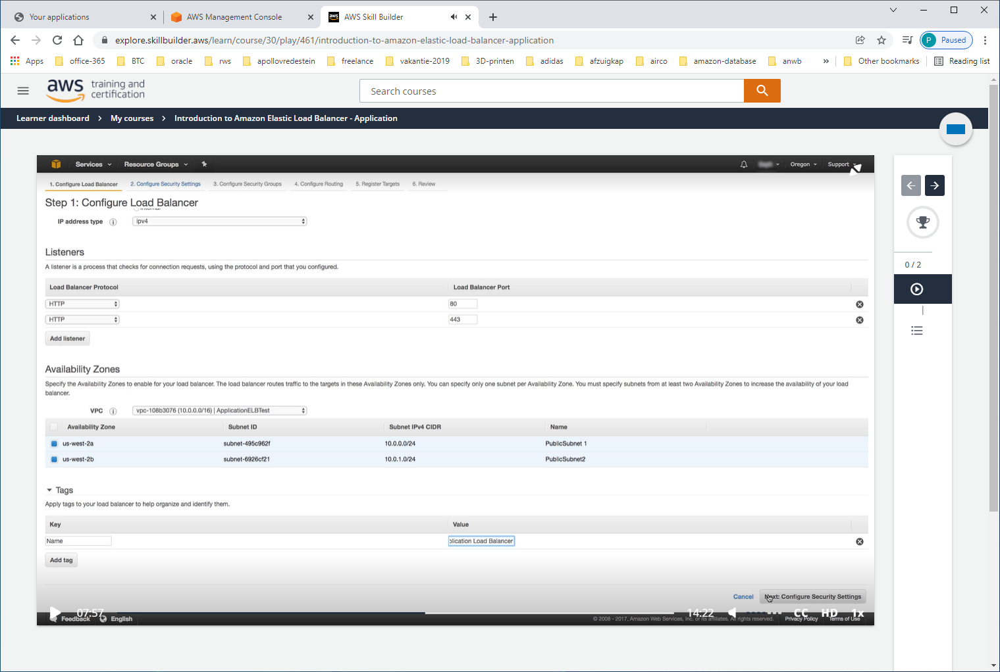 Your applications
AWS Management Console
aws
AWS Skill Builder
explore.skillbuilder.aws/learn/course/30/play/461/introduction-to-amazon-elastic-load-balancer-application
P Paused
Apps office-365 BTC oracle rws apollovredestein freelance vakantie-2019 3D-printen adidas afzuigkap airco amazon-database anwb » Other bookmarks Reading list
aws training and certification
Search courses
Learner dashboard > My courses > Introduction to Amazon Elastic Load Balancer - Application
Services Resource Groups Oregon Support
1. Configure Load Balancer 2. Configure Security Settings 3. Configure Security Groups 4. Configure Routing 5. Register Targets 6. Review
Step 1: Configure Load Balancer
IP address type i ipv4
Listeners
A listener is a process that checks for connection requests, using the protocol and port that you configured.
Load Balancer Protocol Load Balancer Port
HTTP 80
HTTP 443
Add listener
Availability Zones
Specify the Availability Zones to enable for your load balancer. The load balancer routes traffic to the targets in these Availability Zones only. You can specify only one subnet per Availability Zone. You must specify subnets from at least two Availability Zones to increase the availability of your load
balancer.
VPC i vpc-108b3076 (10.0.0.0/16) | ApplicationELBTest
Availability Zone Subnet ID Subnet IPv4 CIDR Name
us-west-2a subnet-495c962f 10.0.0.0/24 PublicSubnet 1
us-west-2b subnet-6926cf21 10.0.1.0/24 PublicSubnet2
Tags
Apply tags to your load balancer to help organize and identify them.
Key Value
Name plication Load Balancer
Add tag
Cancel Next: Configure Security Settings
07:57 14:22 CC HD 1x
Feedback English © 2008 - 2017, Amazon Web Services, Inc. or its affiliates. All rights reserved. Privacy Policy Terms of Use
0 / 2